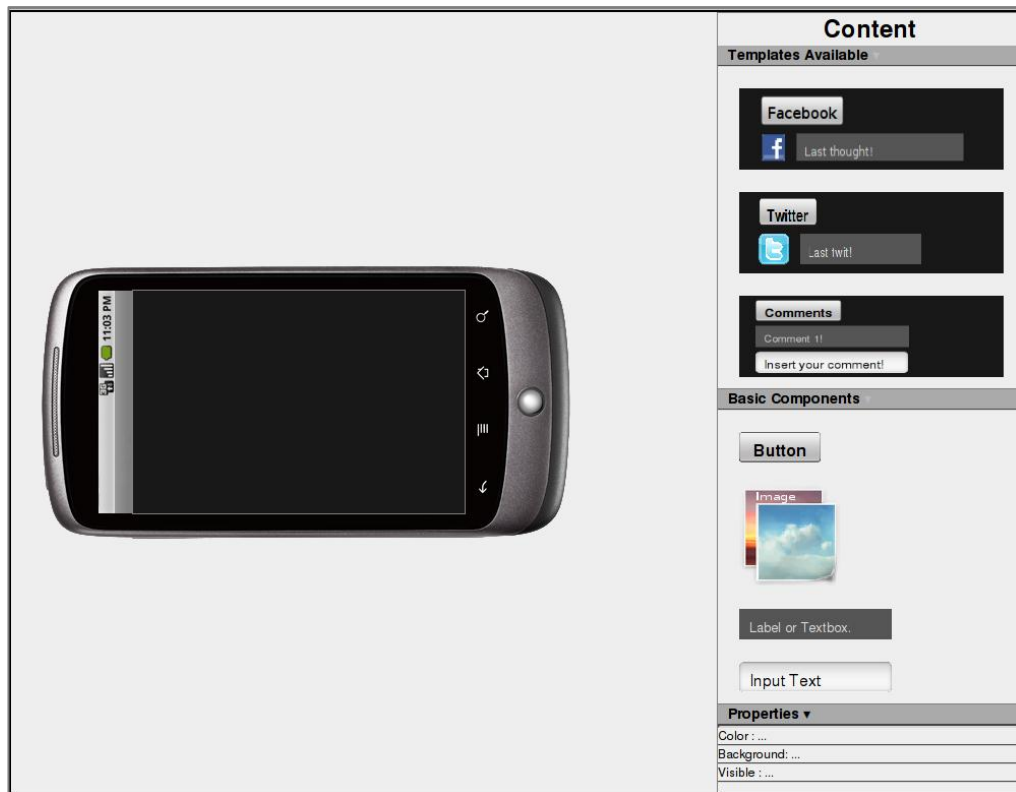 Content
Templates Available
Facebook
Last thought!
Twitter
Last twit!
Comments
Comment 1!
Insert your comment!
11:03 PM
Basic Components
Button
Image
Label or Textbox.
Input Text
Properties ▾
Color : ...
Background: ...
Visible : ...